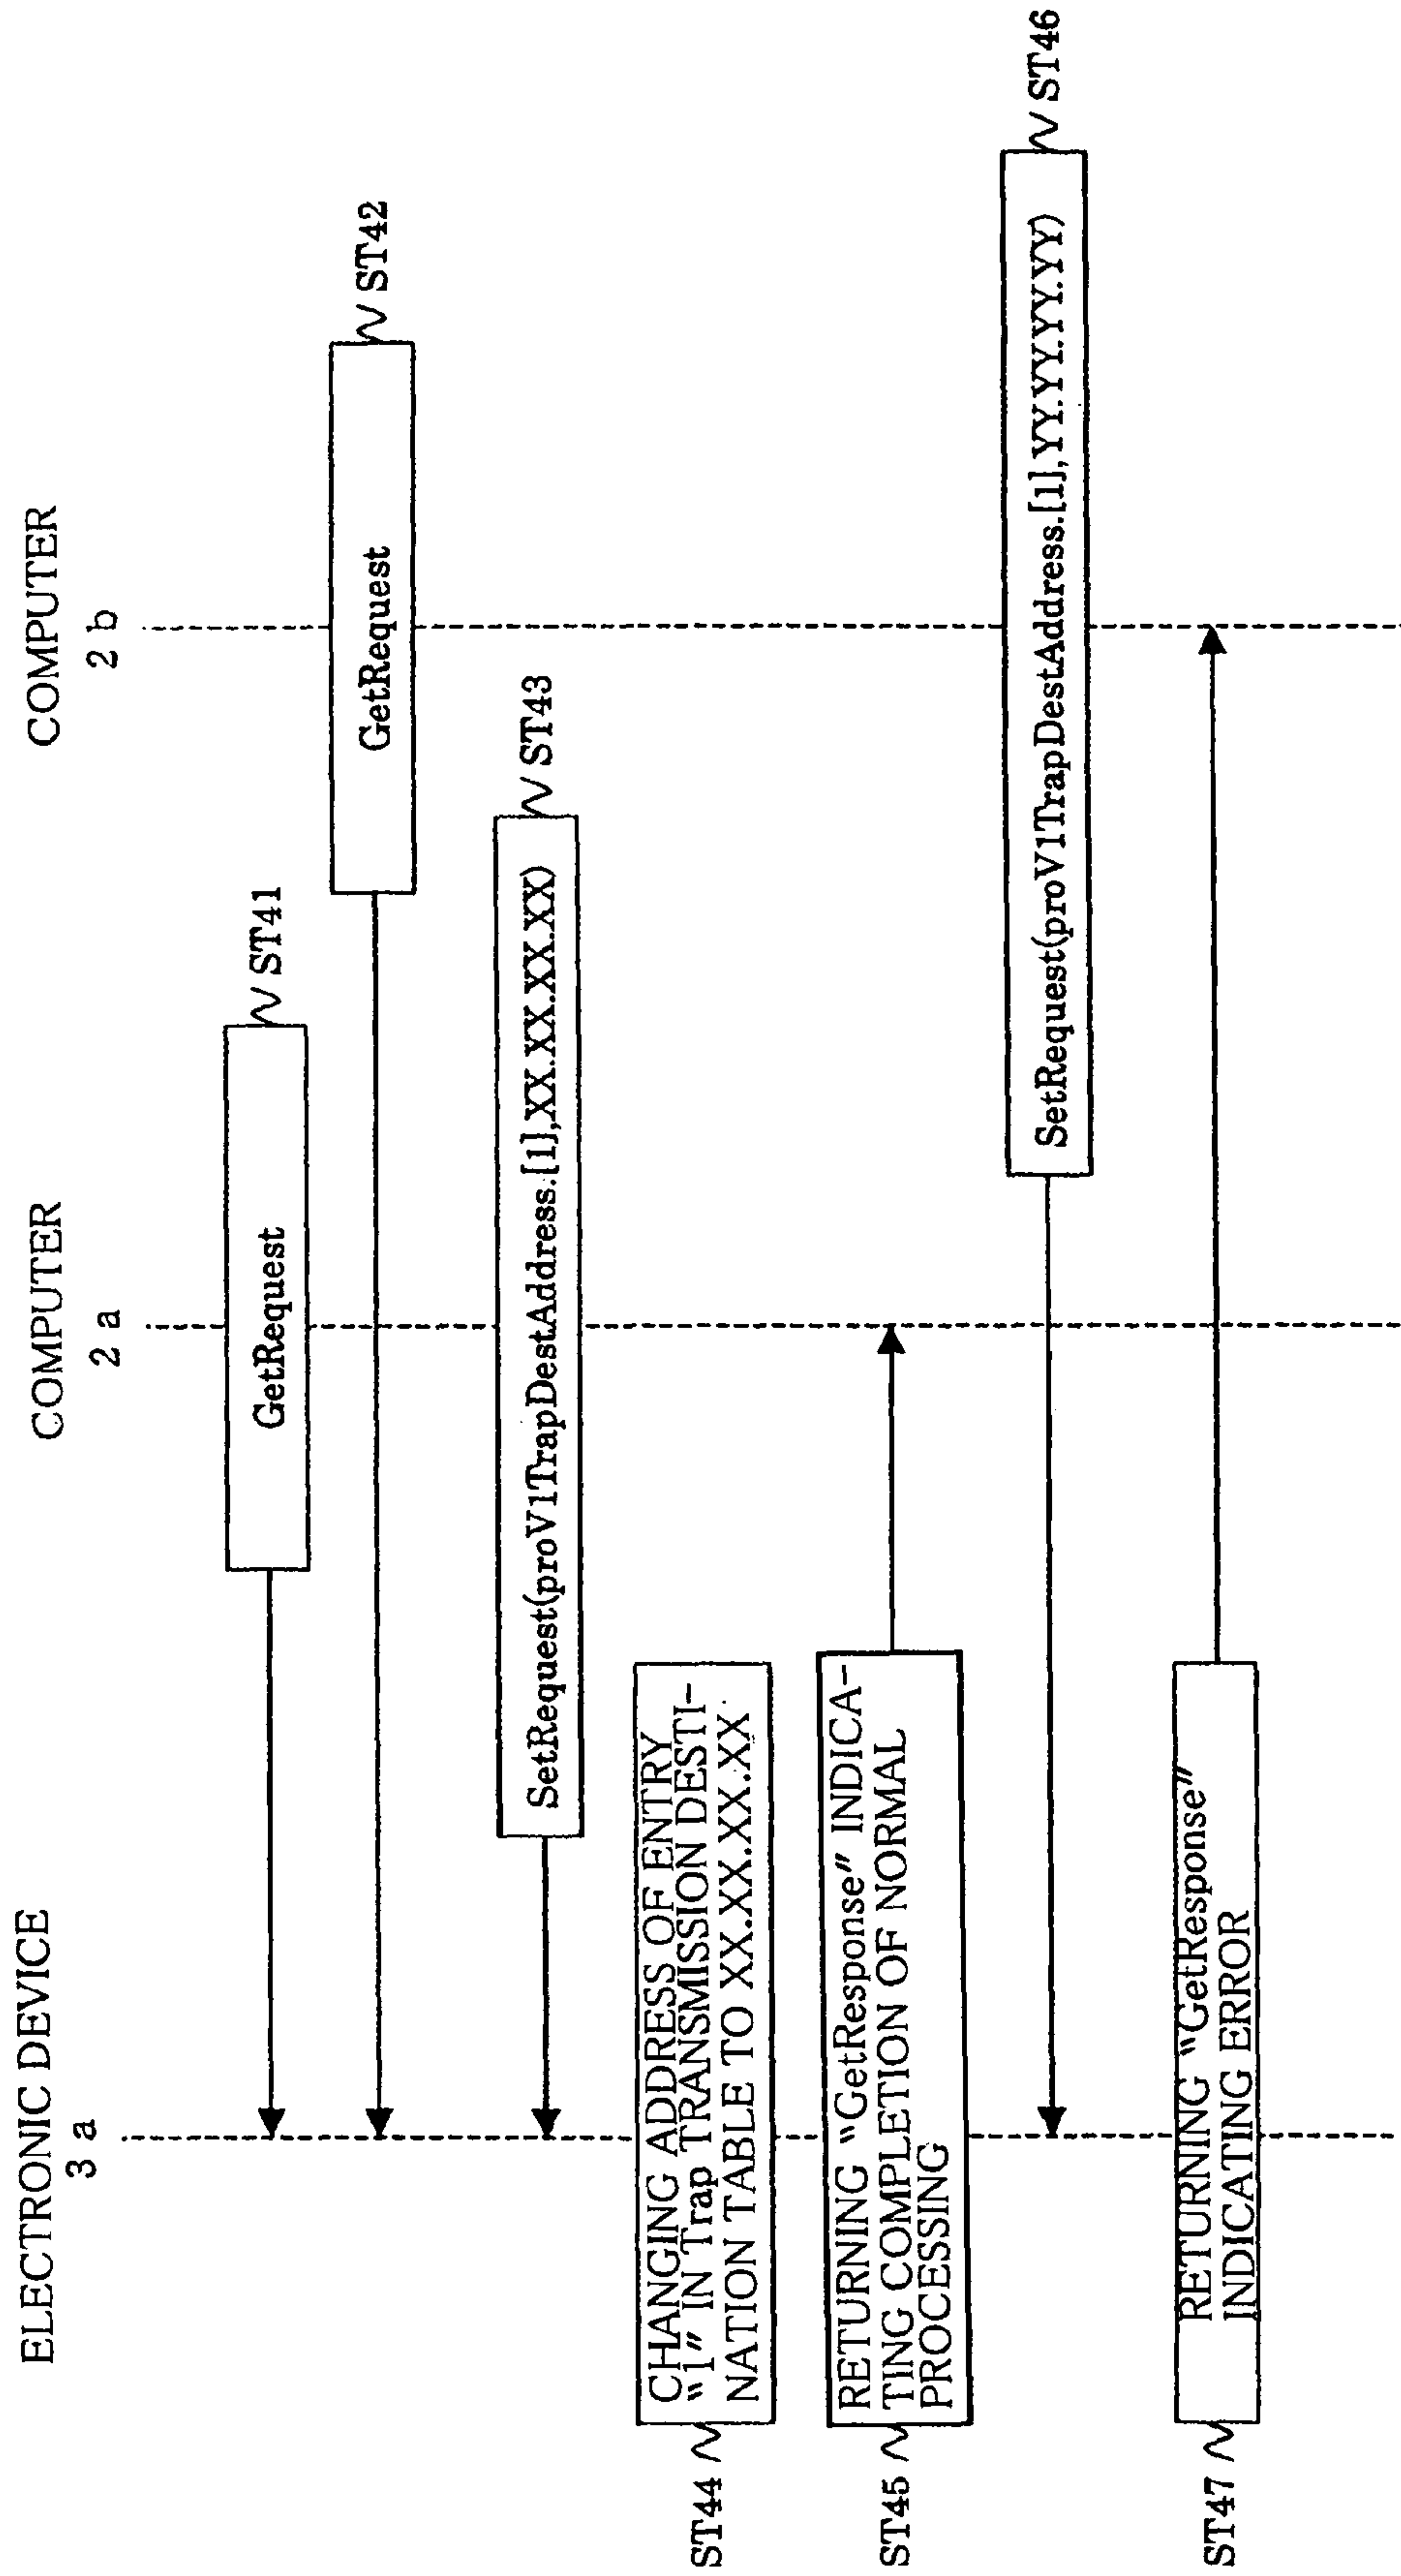 ELECTRONIC DEVICE
3 a
COMPUTER
2 a
COMPUTER
2 b
GetRequest
ST41
GetRequest
ST42
SetRequest(proV1TrapDestAddress.[1],XX.XX.XX.XX.XX)
ST43
ST44
CHANGING ADDRESS OF ENTRY
"1" IN Trap TRANSMISSION DESTI-
NATION TABLE TO XX.XX.XX.XX.XX
ST45
RETURNING "GetResponse" INDICA-
TING COMPLETION OF NORMAL
PROCESSING
SetRequest(proV1TrapDestAddress.[1],YY.YY.YY.YY)
ST46
ST47
RETURNING "GetResponse"
INDICATING ERROR